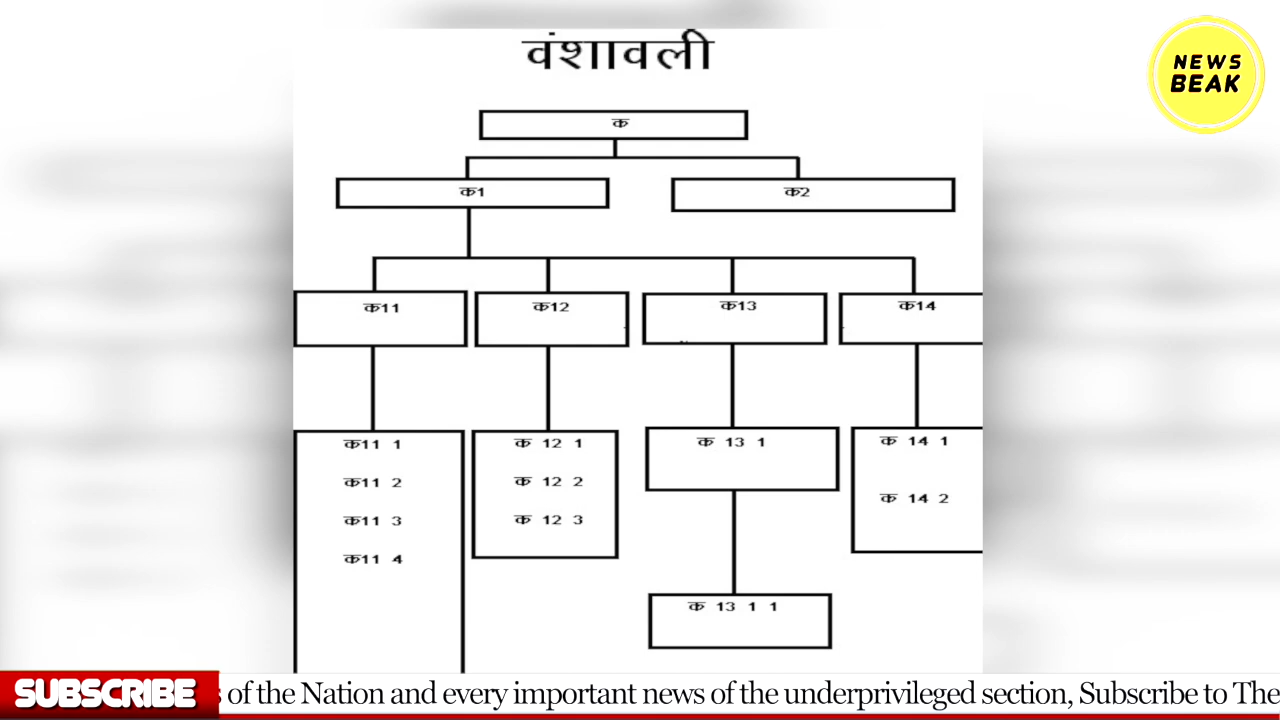 वंशावली
NEWS
BEAK
क
क1
क2
क11
क12
क13
क14
क11 1
क11 2
क11 3
क11 4
क 12 1
क 12 2
क 12 3
क 13 1
क 14 1
क 14 2
क 13 1 1
SUBSCRIBE
of the Nation and every important news of the underprivileged section, Subscribe to The